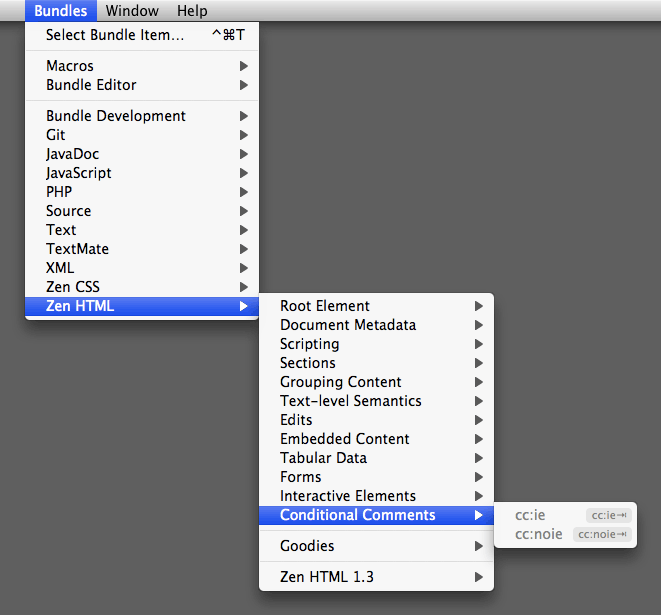 Bundles Window Help
Select Bundle Item... ^⌘T
Macros
Bundle Editor
Bundle Development
Git
JavaDoc
JavaScript
PHP
Source
Text
TextMate
XML
Zen CSS
Zen HTML
Root Element
Document Metadata
Scripting
Sections
Grouping Content
Text-level Semantics
Edits
Embedded Content
Tabular Data
Forms
Interactive Elements
Conditional Comments
cc:ie cc:ie⇥
cc:noie cc:noie⇥
Goodies
Zen HTML 1.3